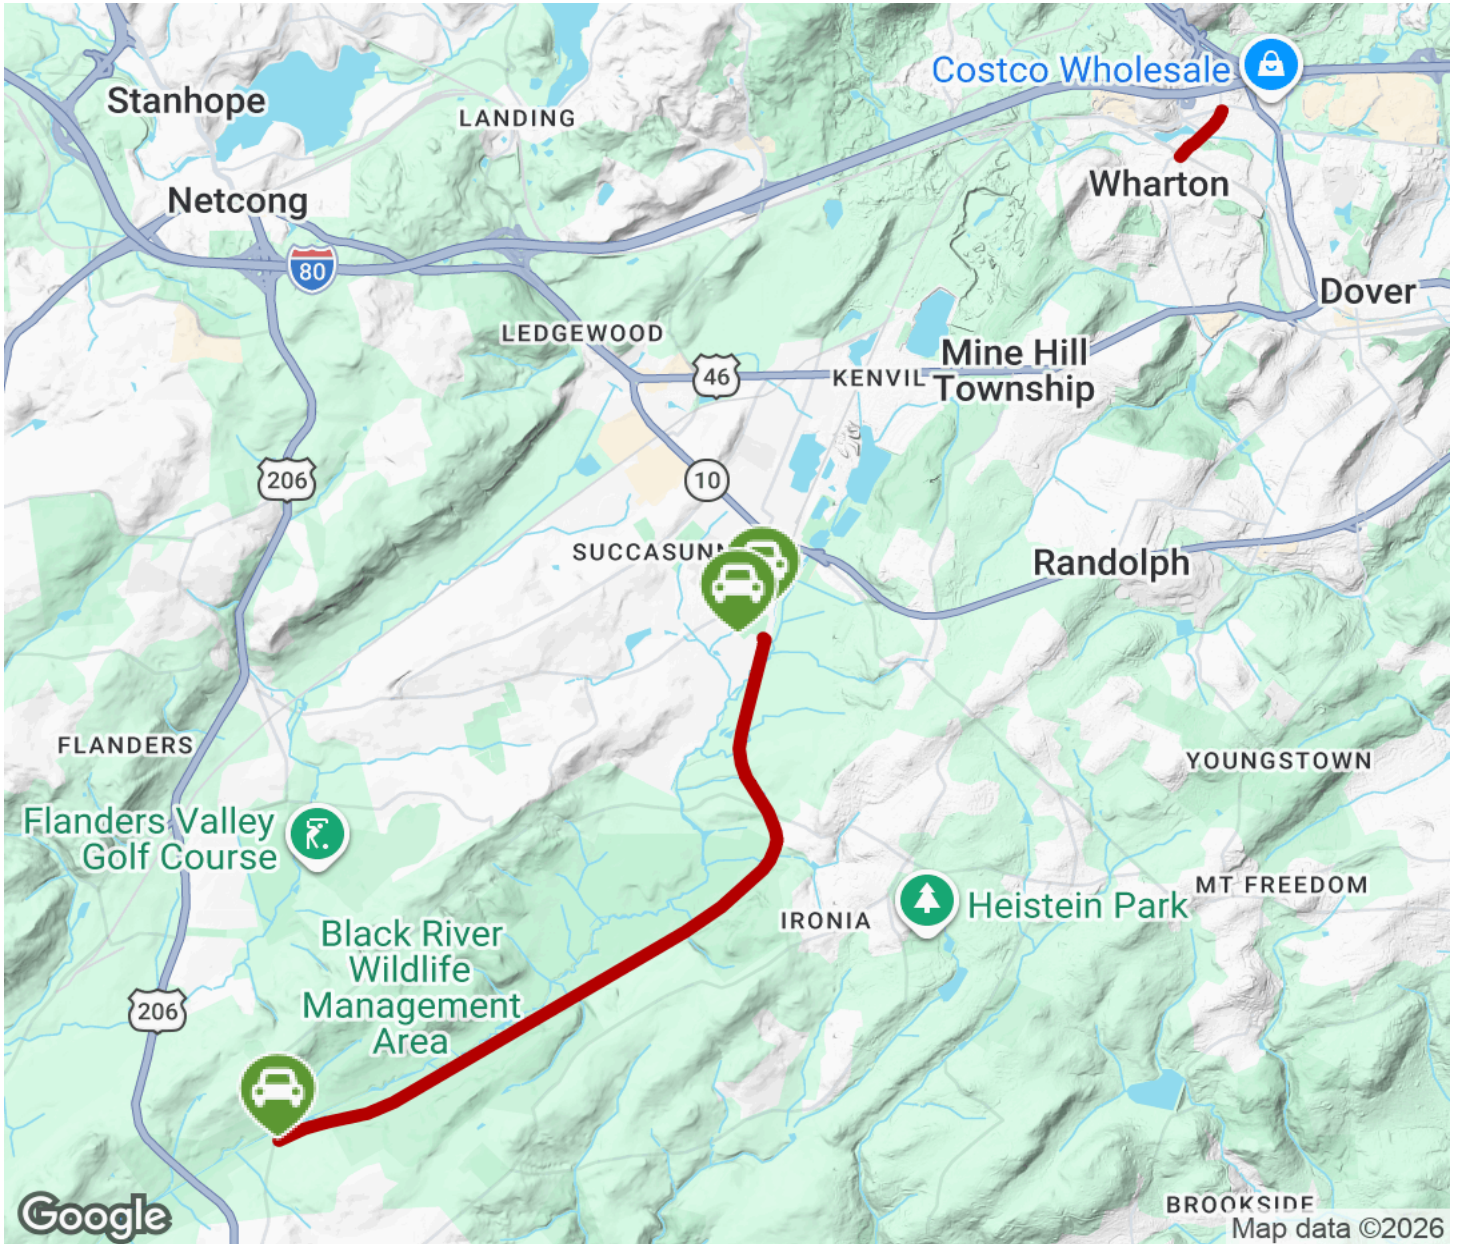 Costco Wholesale
Stanhope
LANDING
Wharton
Netcong
80
Dover
LEDGEWOOD
Mine Hill
Township
46
KENVIL
206
10
SUCCASUNN
Randolph
FLANDERS
YOUNGSTOWN
Flanders Valley
Golf Course
MT FREEDOM
Heistein Park
IRONIA
Black River
Wildlife
Management
Area
206
BROOKSIDE
Google
Map data ©2026